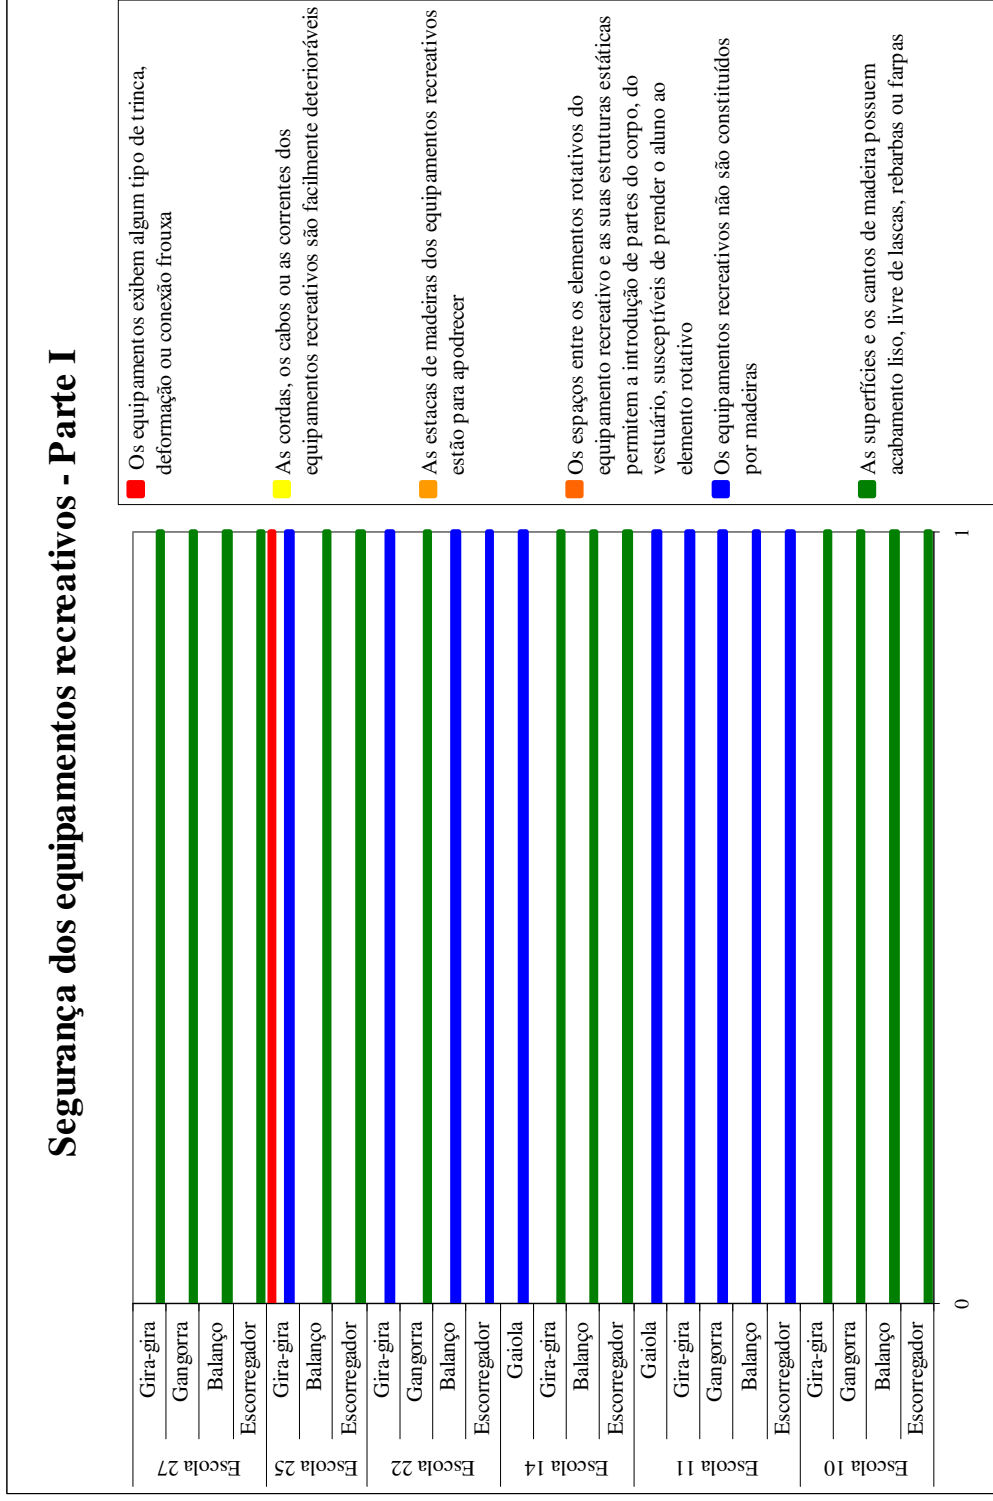 Segurança dos equipamentos recreativos - Parte I
Os equipamentos exibem algum tipo de trinca,
deformação ou conexão frouxa
As cordas, os cabos ou as correntes dos
equipamentos recreativos são facilmente deterioráveis
As estacas de madeiras dos equipamentos recreativos
estão para apodrecer
Os espaços entre os elementos rotativos do
equipamento recreativo e as suas estruturas estáticas
permitem a introdução de partes do corpo, do
vestuário, susceptíveis de prender o aluno ao
elemento rotativo
Os equipamentos recreativos não são constituídos
por madeiras
As superfícies e os cantos de madeira possuem
acabamento liso, livre de lascas, rebarbas ou farpas
Escola 27
Gira-gira
Gangorra
Balanço
Escorregador
Escola 25
Gira-gira
Balanço
Escorregador
Escola 22
Gira-gira
Gangorra
Balanço
Escorregador
Escola 14
Gaiola
Gira-gira
Balanço
Escorregador
Escola 11
Gaiola
Gira-gira
Gangorra
Balanço
Escorregador
Escola 10
Gira-gira
Gangorra
Balanço
Escorregador
0
1